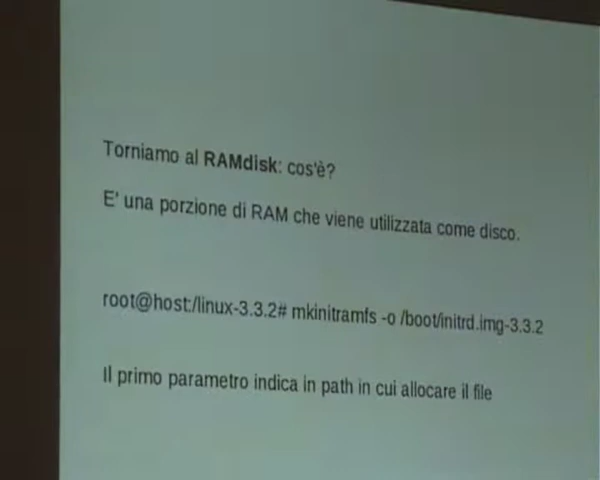 Torniamo al RAMdisk: cos'è?
E' una porzione di RAM che viene utilizzata come disco.
root@host:/linux-3.3.2# mkinitramfs -o /boot/initrd.img-3.3.2
Il primo parametro indica in path in cui allocare il file